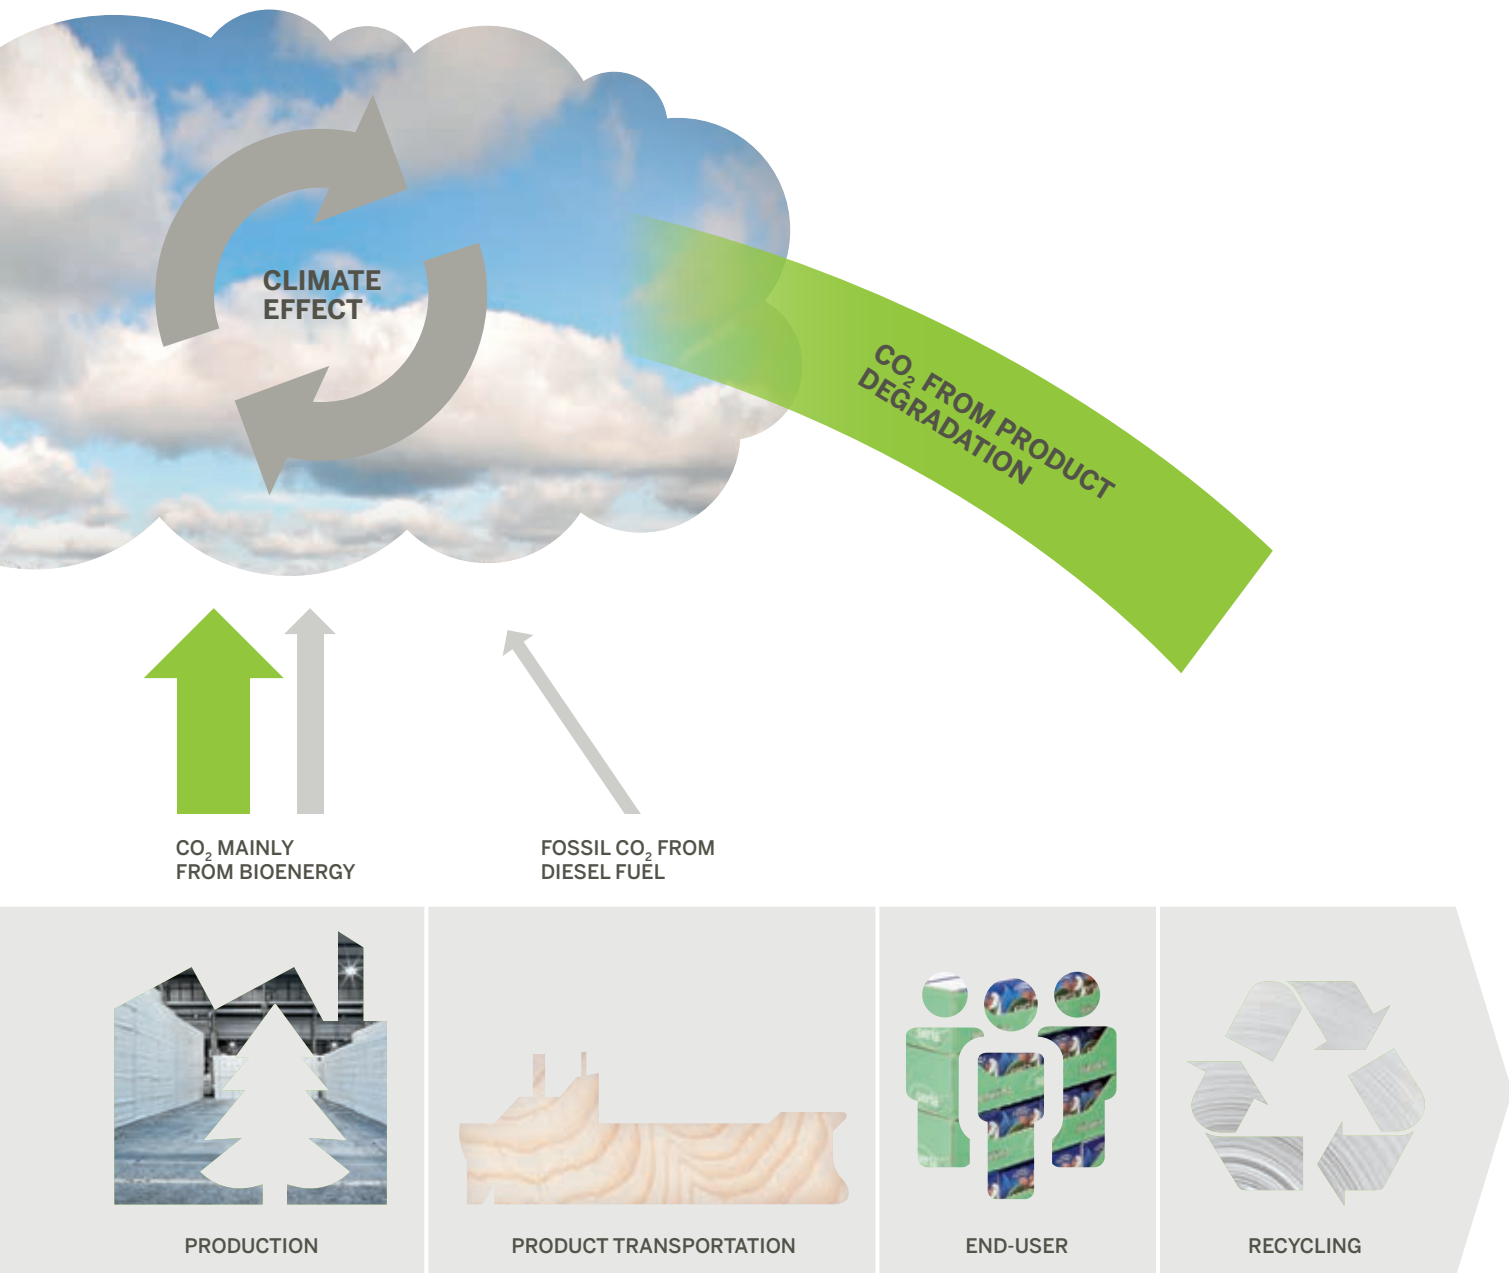 CLIMATE
EFFECT
CO₂ FROM PRODUCT
DEGRADATION
CO₂ MAINLY
FROM BIOENERGY
FOSSIL CO₂ FROM
DIESEL FUEL
PRODUCTION
PRODUCT TRANSPORTATION
END-USER
RECYCLING